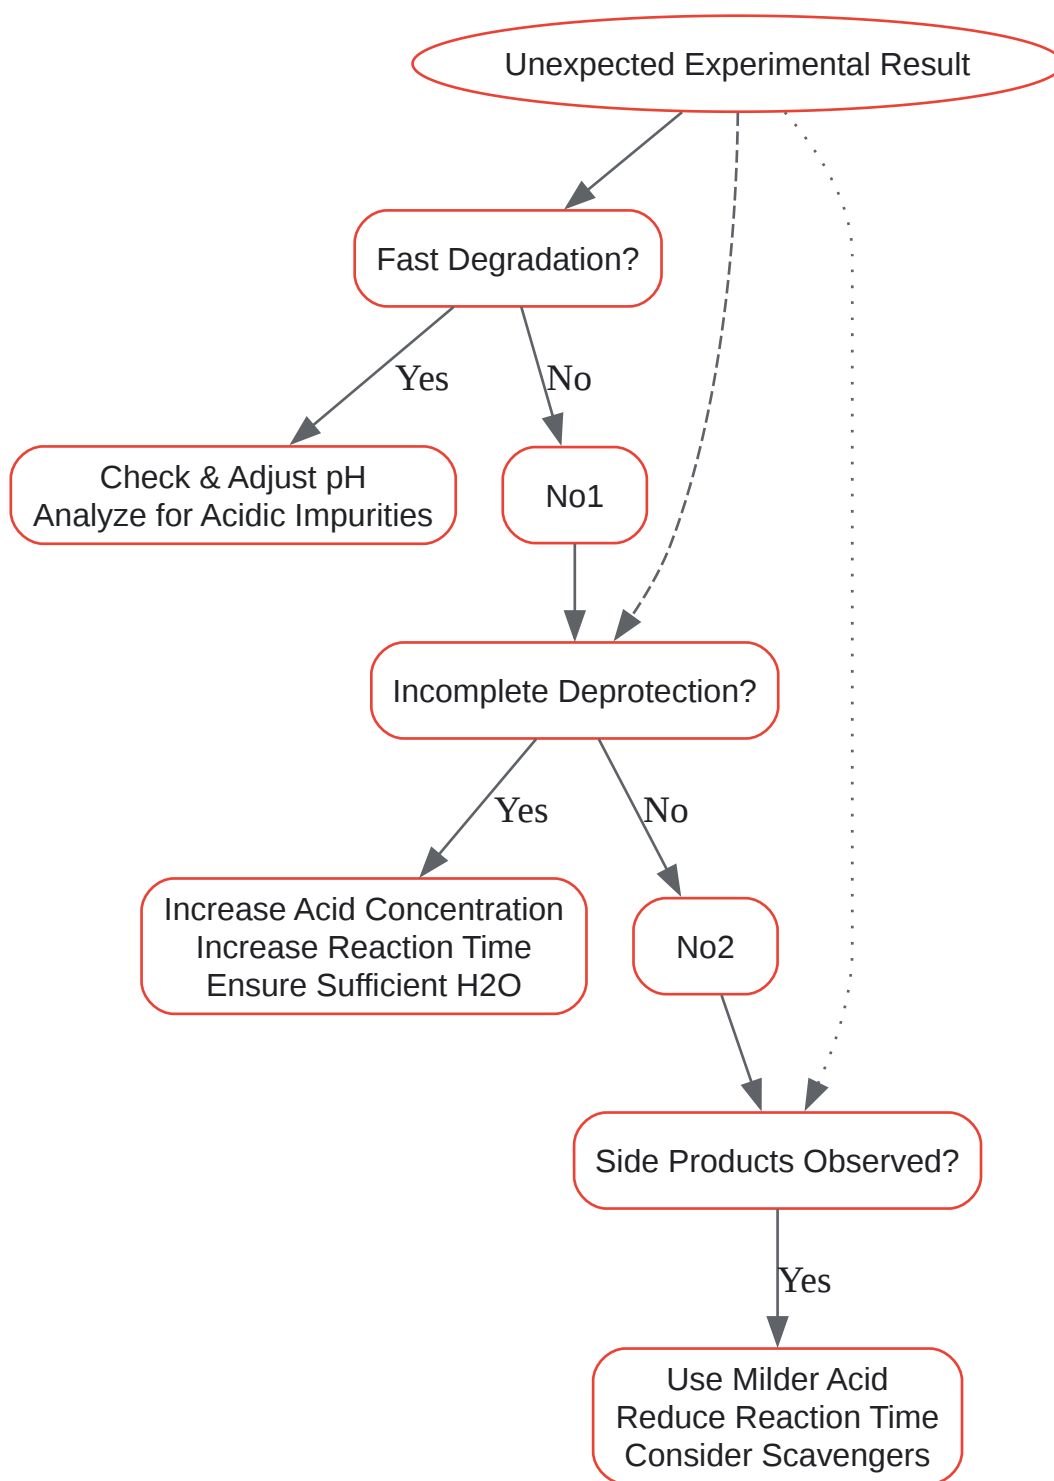 Unexpected Experimental Result
Fast Degradation?
Yes
No
Check & Adjust pH
Analyze for Acidic Impurities
No1
Incomplete Deprotection?
Yes
No
Increase Acid Concentration
Increase Reaction Time
Ensure Sufficient H2O
No2
Side Products Observed?
Yes
Use Milder Acid
Reduce Reaction Time
Consider Scavengers